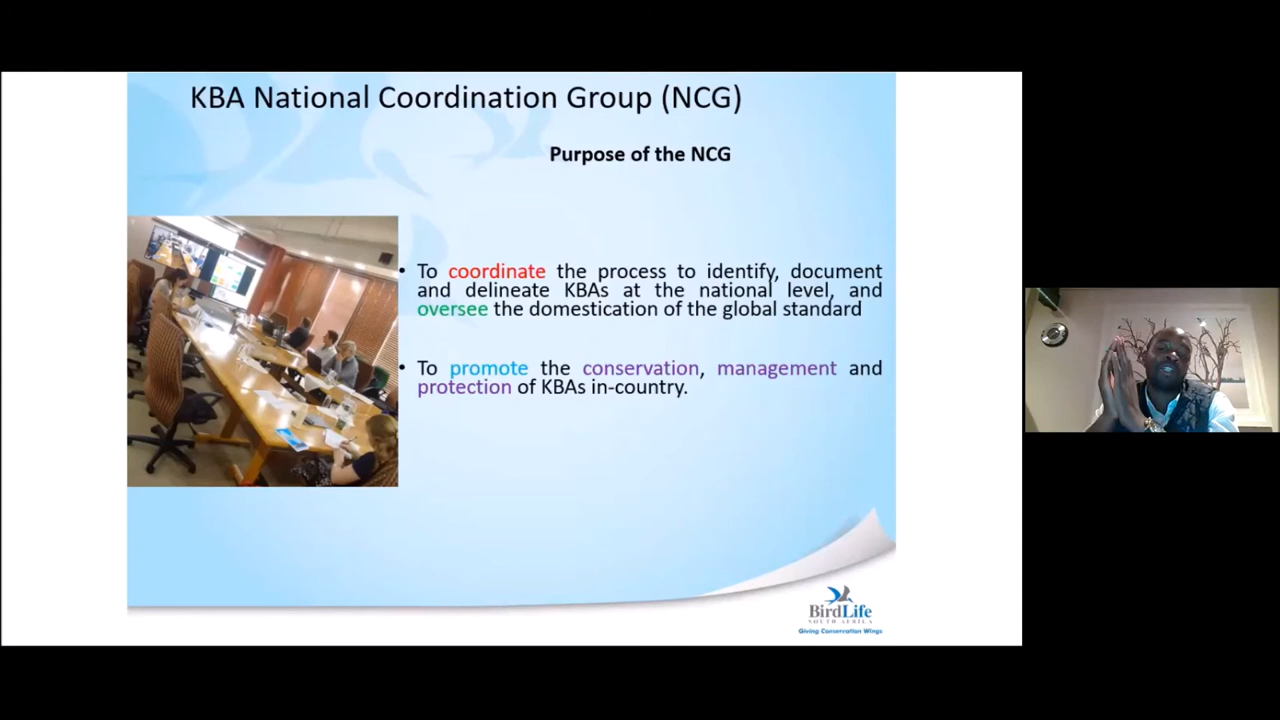 KBA National Coordination Group (NCG)
Purpose of the NCG
• To coordinate the process to identify, document
and delineate KBAs at the national level, and
oversee the domestication of the global standard
• To promote the conservation, management and
protection of KBAs in-country.
BirdLife
SOUTH AFRICA
Giving Conservation Wings